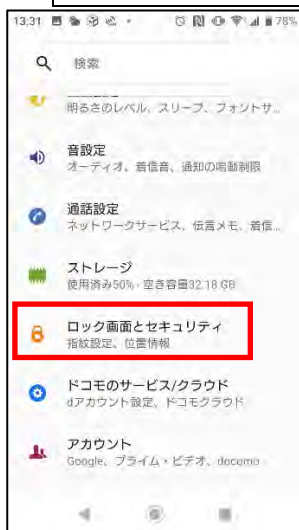 13:31
78%
検索
明るさのレベル、スリープ、フォントサ...
音設定
オーディオ、着信音、通知の鳴動制限
通話設定
ネットワークサービス、伝言メモ、着信...
ストレージ
使用済み50% - 空き容量32.18 GB
ロック画面とセキュリティ
指紋設定、位置情報
ドコモのサービス/クラウド
dアカウント設定、ドコモクラウド
アカウント
Google、プライム・ビデオ、docomo